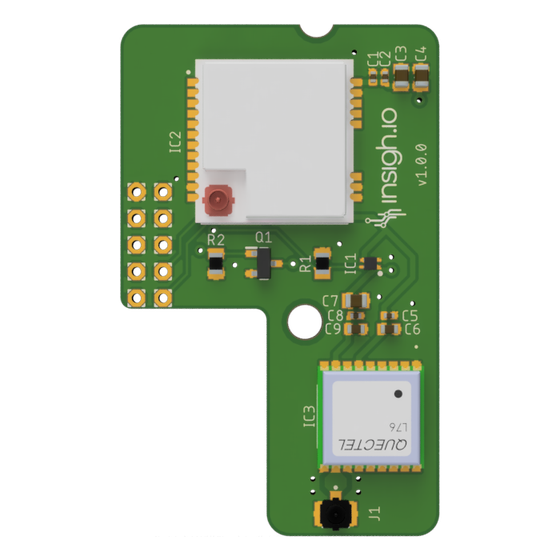 C1
C2
C3
C4
IC2
insigh.io
v1.0.0
R2
Q1
R1
IC1
C7
C8
C9
C5
C6
IC3
L76
QUECTEL
J1